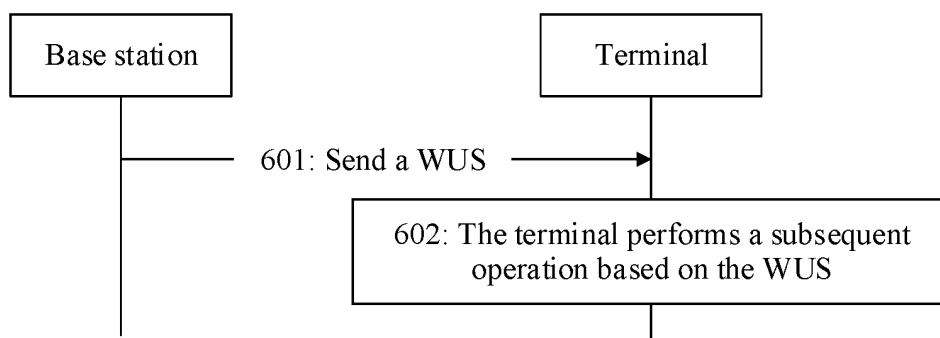 Base station
Terminal
601: Send a WUS
602: The terminal performs a subsequent
operation based on the WUS